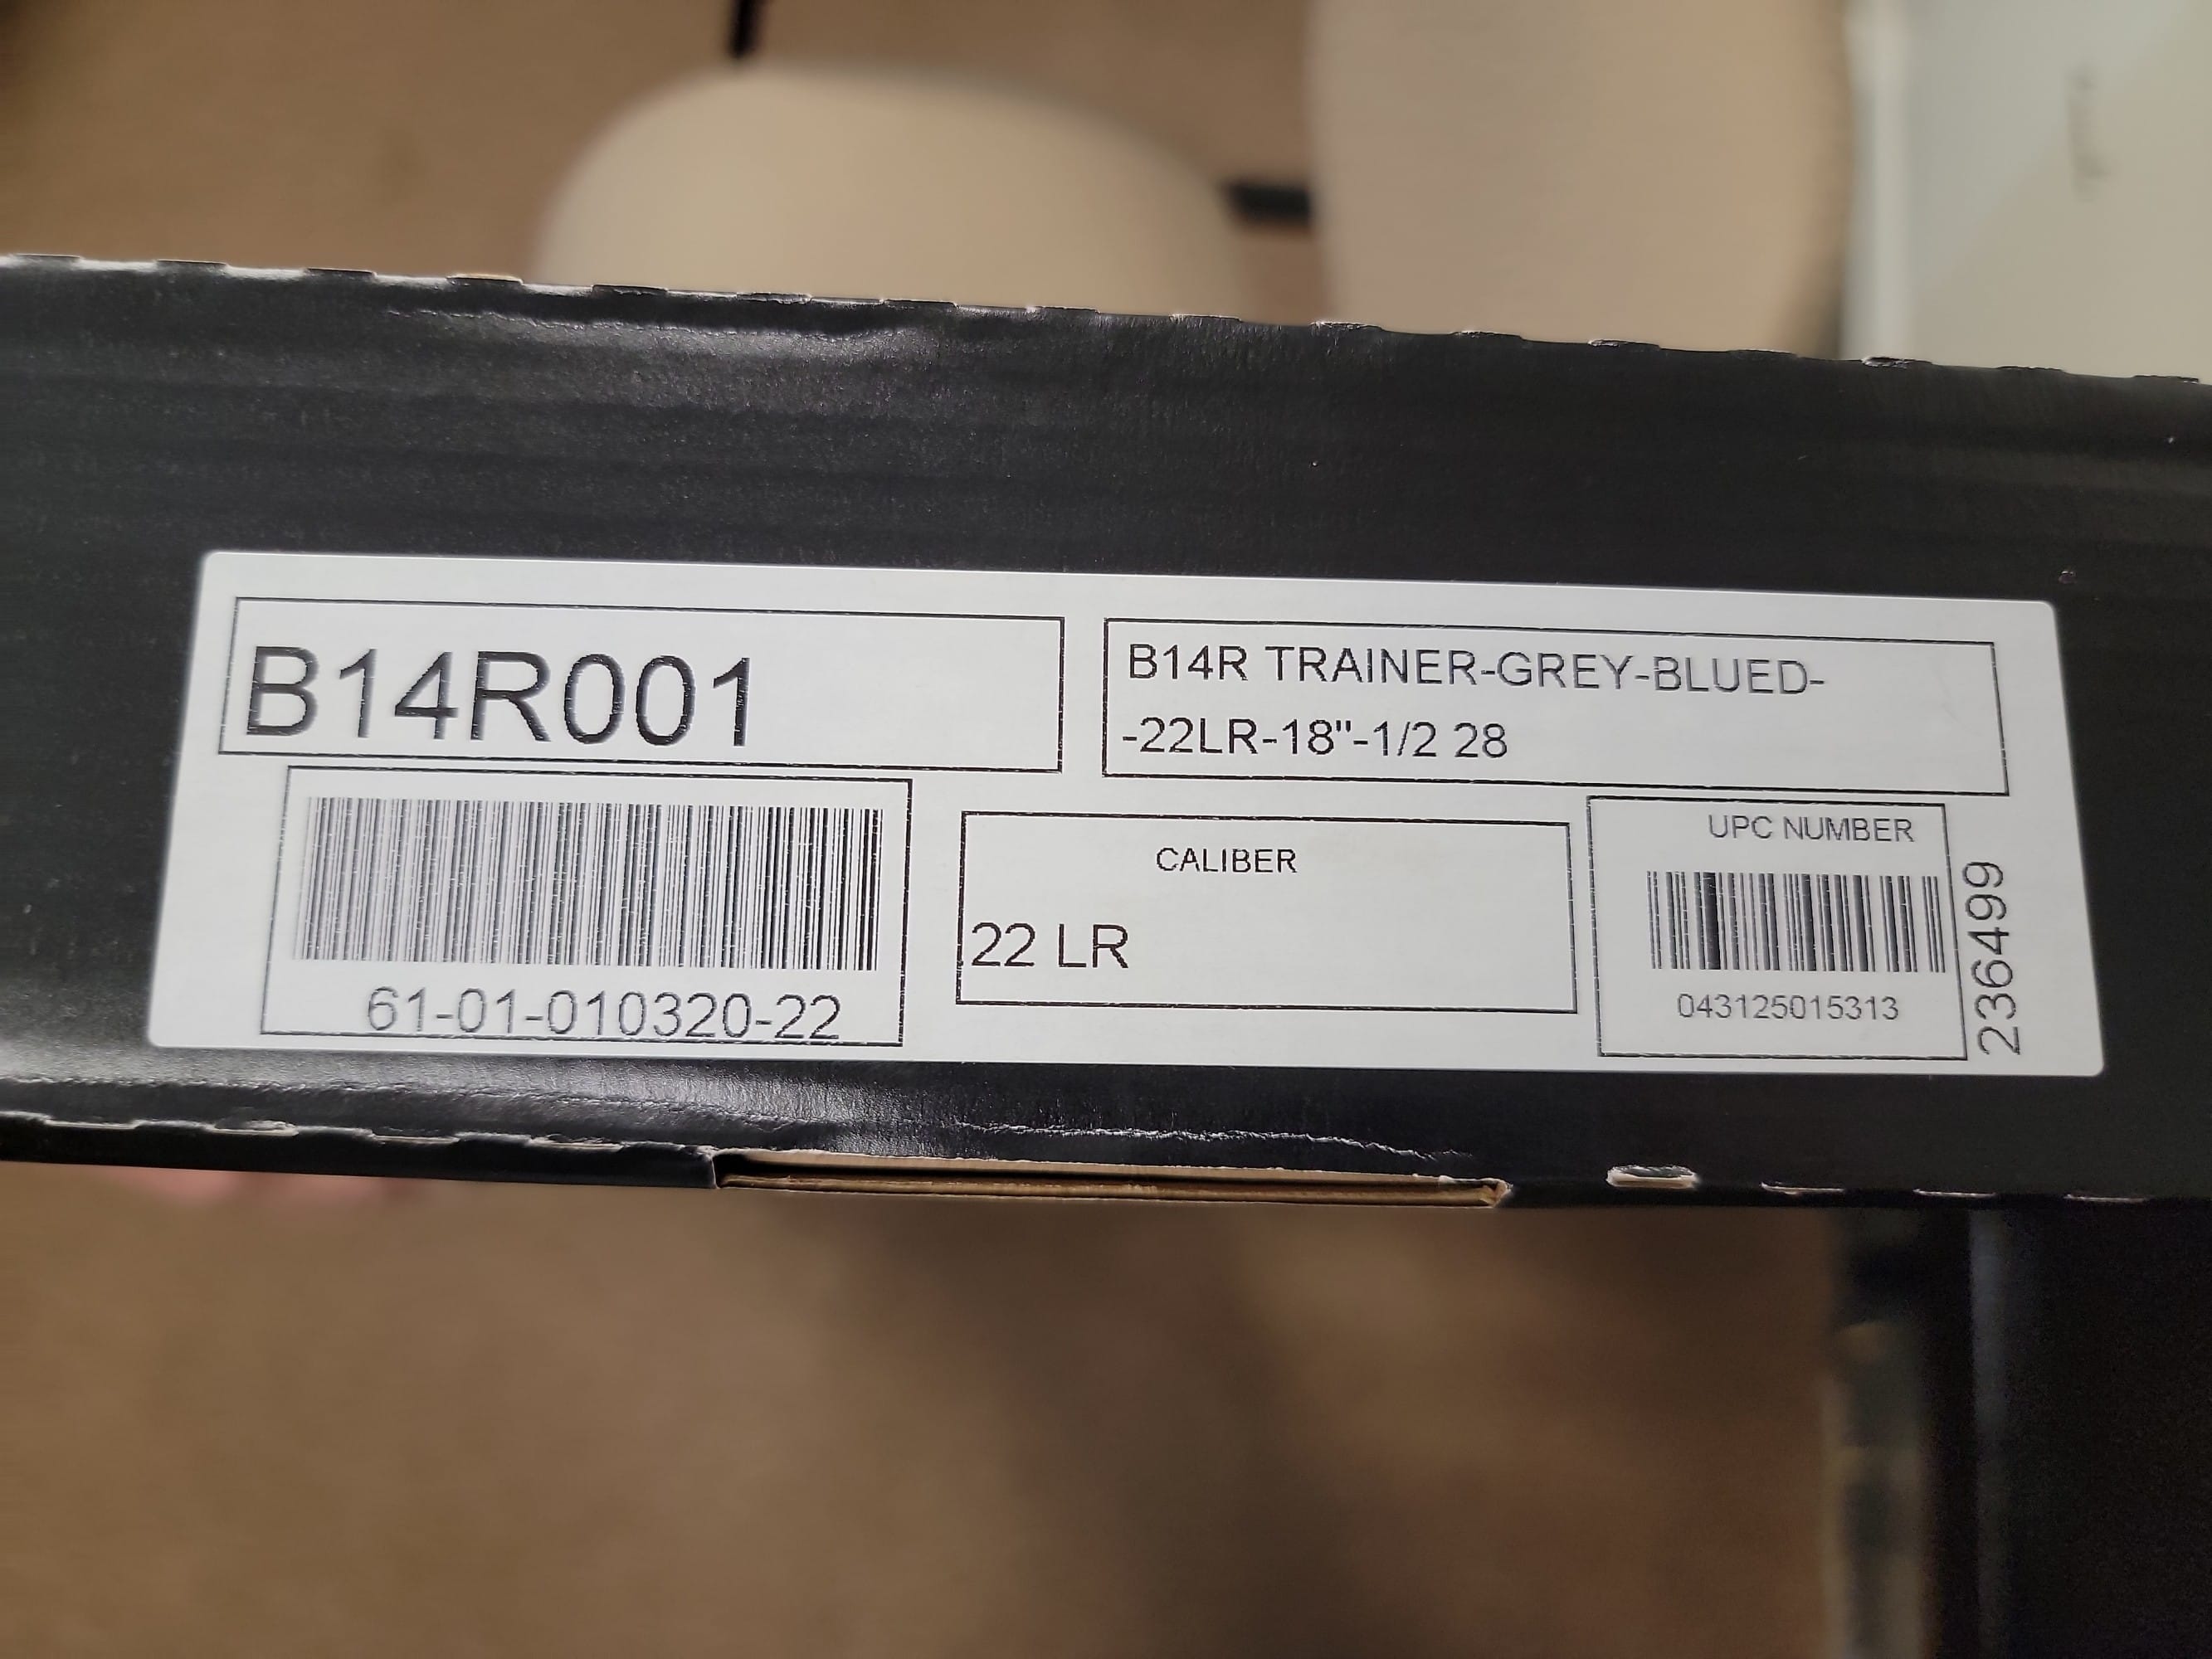 B14R001
B14R TRAINER-GREY-BLUED-
-22LR-18"-1/2 28
61-01-010320-22
CALIBER
22 LR
UPC NUMBER
043125015313
236499